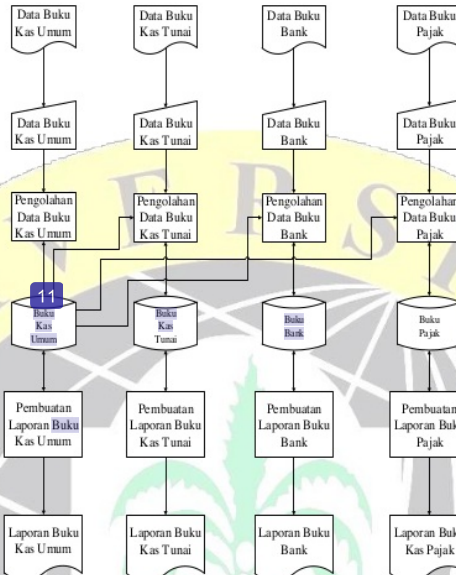 Data Buku
Kas Umum
Data Buku
Kas Tunai
Data Buku
Bank
Data Buku
Pajak
Data Buku
Kas Umum
Data Buku
Kas Tunai
Data Buku
Bank
Data Buku
Pajak
Pengolahan
Data Buku
Kas Umum
Pengolahan
Data Buku
Kas Tunai
Pengolahan
Data Buku
Bank
Pengolahan
Data Buku
Pajak
11
Buku
Kas
Umum
Buku
Kas
Tunai
Buku
Bank
Buku
Pajak
Pembuatan
Laporan Buku
Kas Umum
Pembuatan
Laporan Buku
Kas Tunai
Pembuatan
Laporan Buku
Bank
Pembuatan
Laporan Buk
Pajak
Laporan Buku
Kas Umum
Laporan Buku
Kas Tunai
Laporan Buku
Bank
Laporan Buk
Kas Pajak
VERS